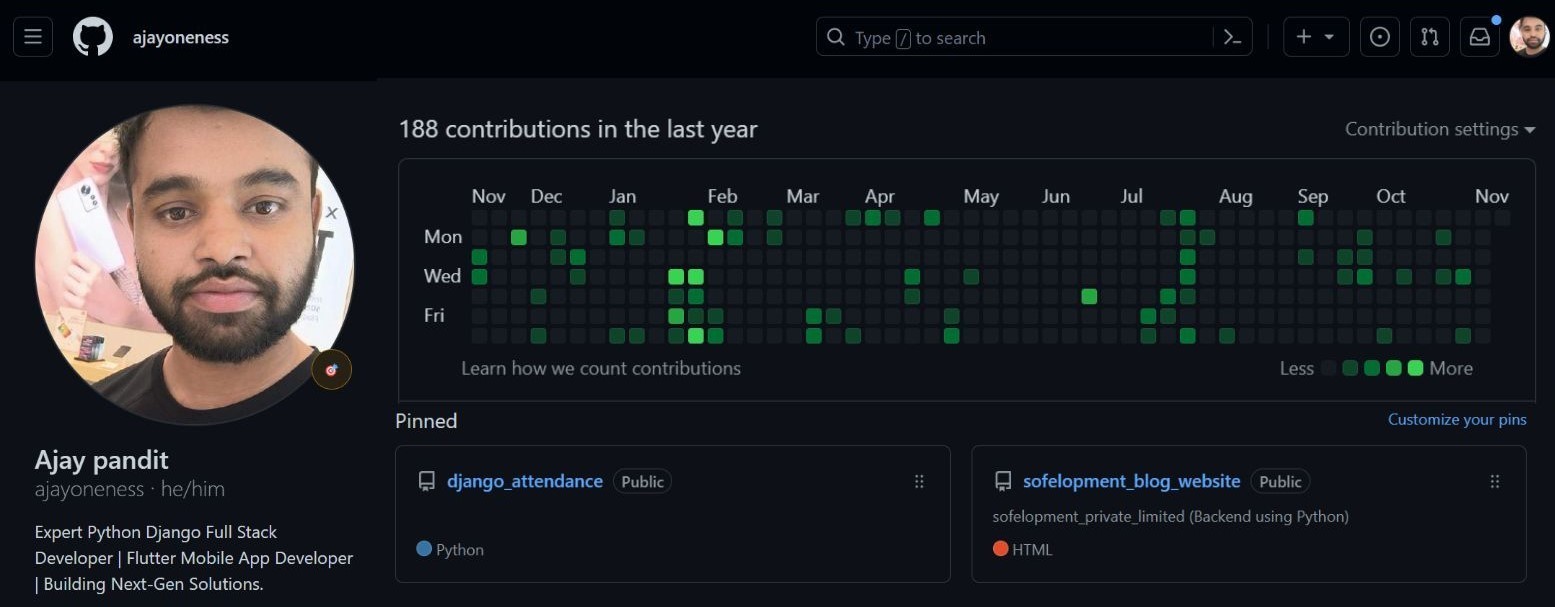 ajayoneness
Type / to search
188 contributions in the last year
Contribution settings
Nov Dec Jan Feb Mar Apr May Jun Jul Aug Sep Oct Nov
Mon
Wed
Fri
Learn how we count contributions
Less More
Ajay pandit
ajayoneness · he/him
Expert Python Django Full Stack
Developer | Flutter Mobile App Developer
| Building Next-Gen Solutions.
Pinned
Customize your pins
django_attendance Public
Python
sofelopment_blog_website Public
sofelopment_private_limited (Backend using Python)
HTML